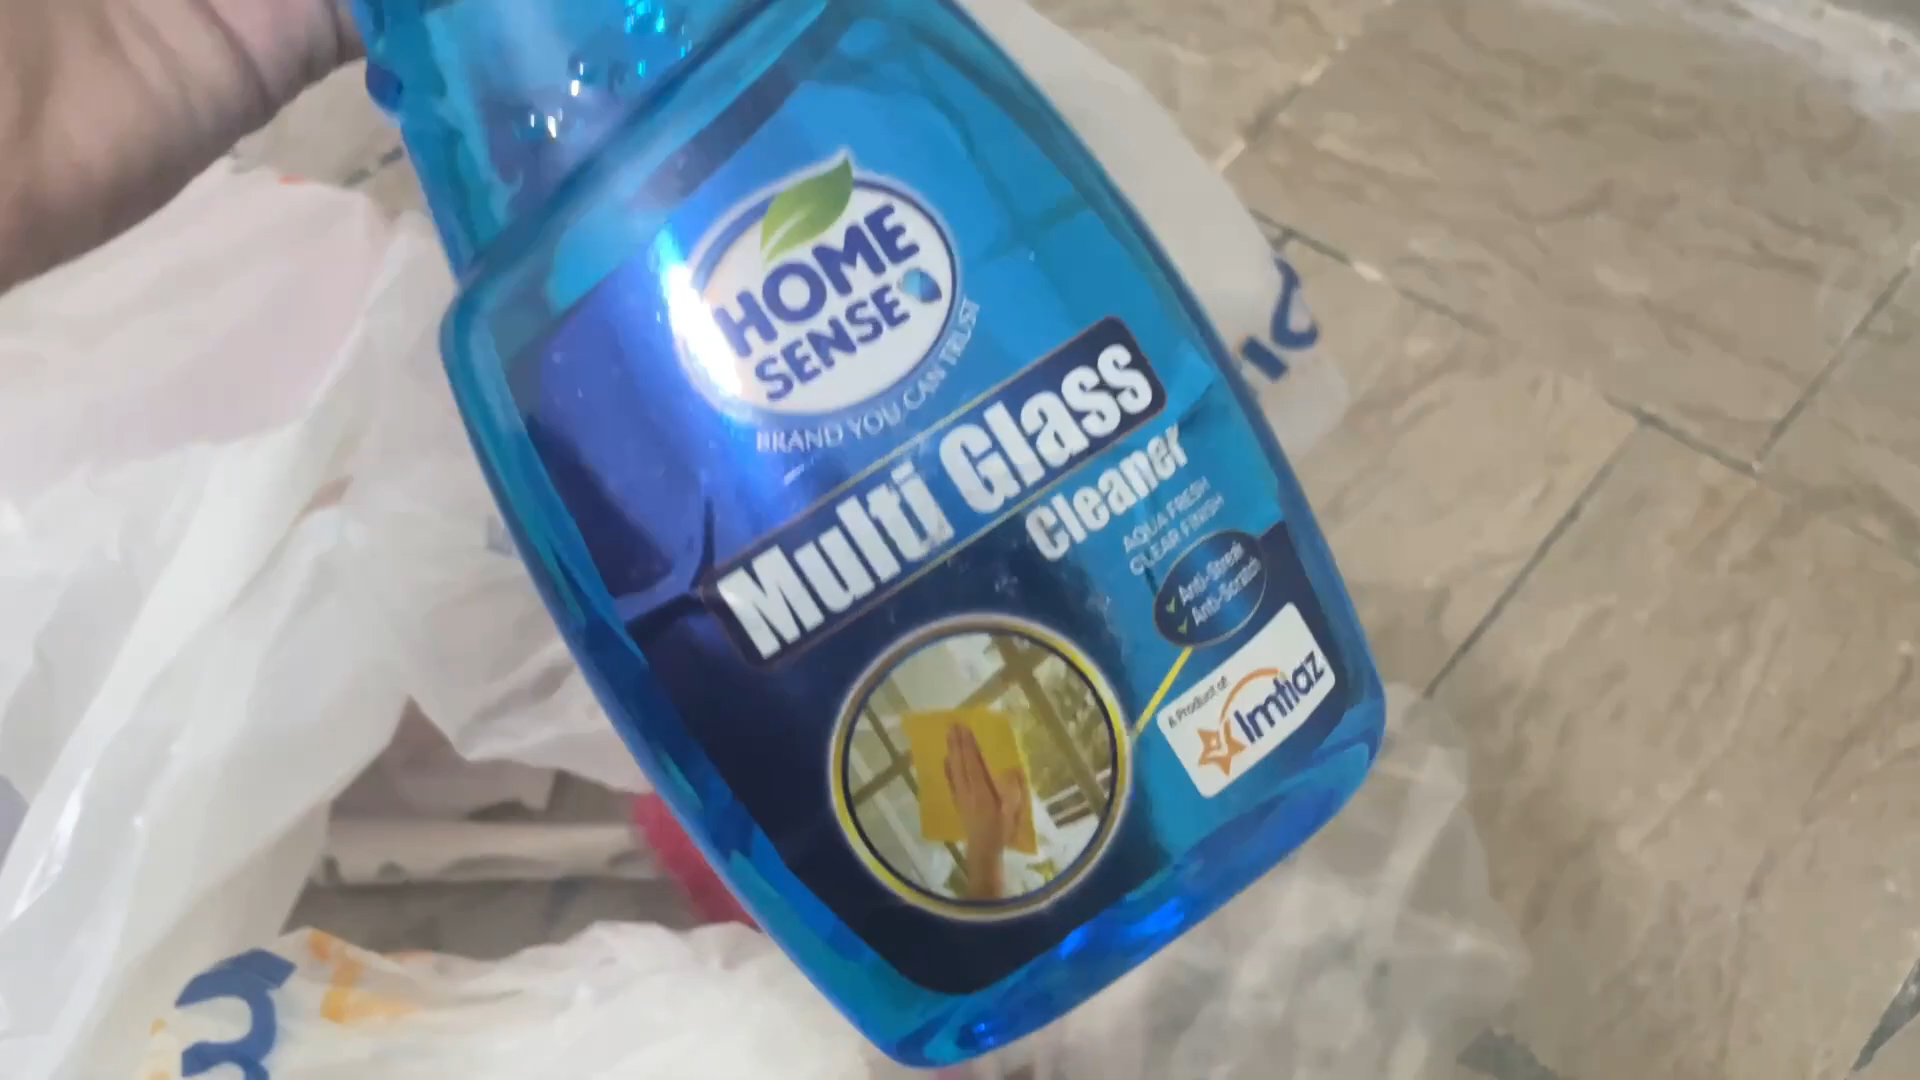 HOME
SENSE
BRAND YOU CAN TRUST
Multi Glass
Cleaner
AQUA FRESH
CLEAR FINISH
Anti-Streak
Anti-Scratch
A Product of
Imtiaz